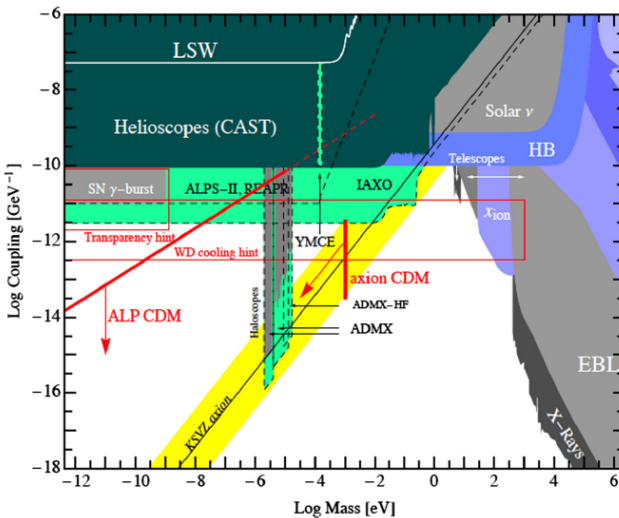 -6
LSW
-8
Solar ν
Helioscopes (CAST)
HB
-10
Telescopes
SN γ-burst
ALPS-II, REAPR
IAXO
x_ion
YMCE
Transparency hint
-12
WD cooling hint
axion CDM
Haloscopes
ADMX-HF
ALP CDM
ADMX
-14
EBL
-16
KSVZ axion
X-Rays
-18
-12 -10 -8 -6 -4 -2 0 2 4 6
Log Mass [eV]
Log Coupling [GeV⁻¹]